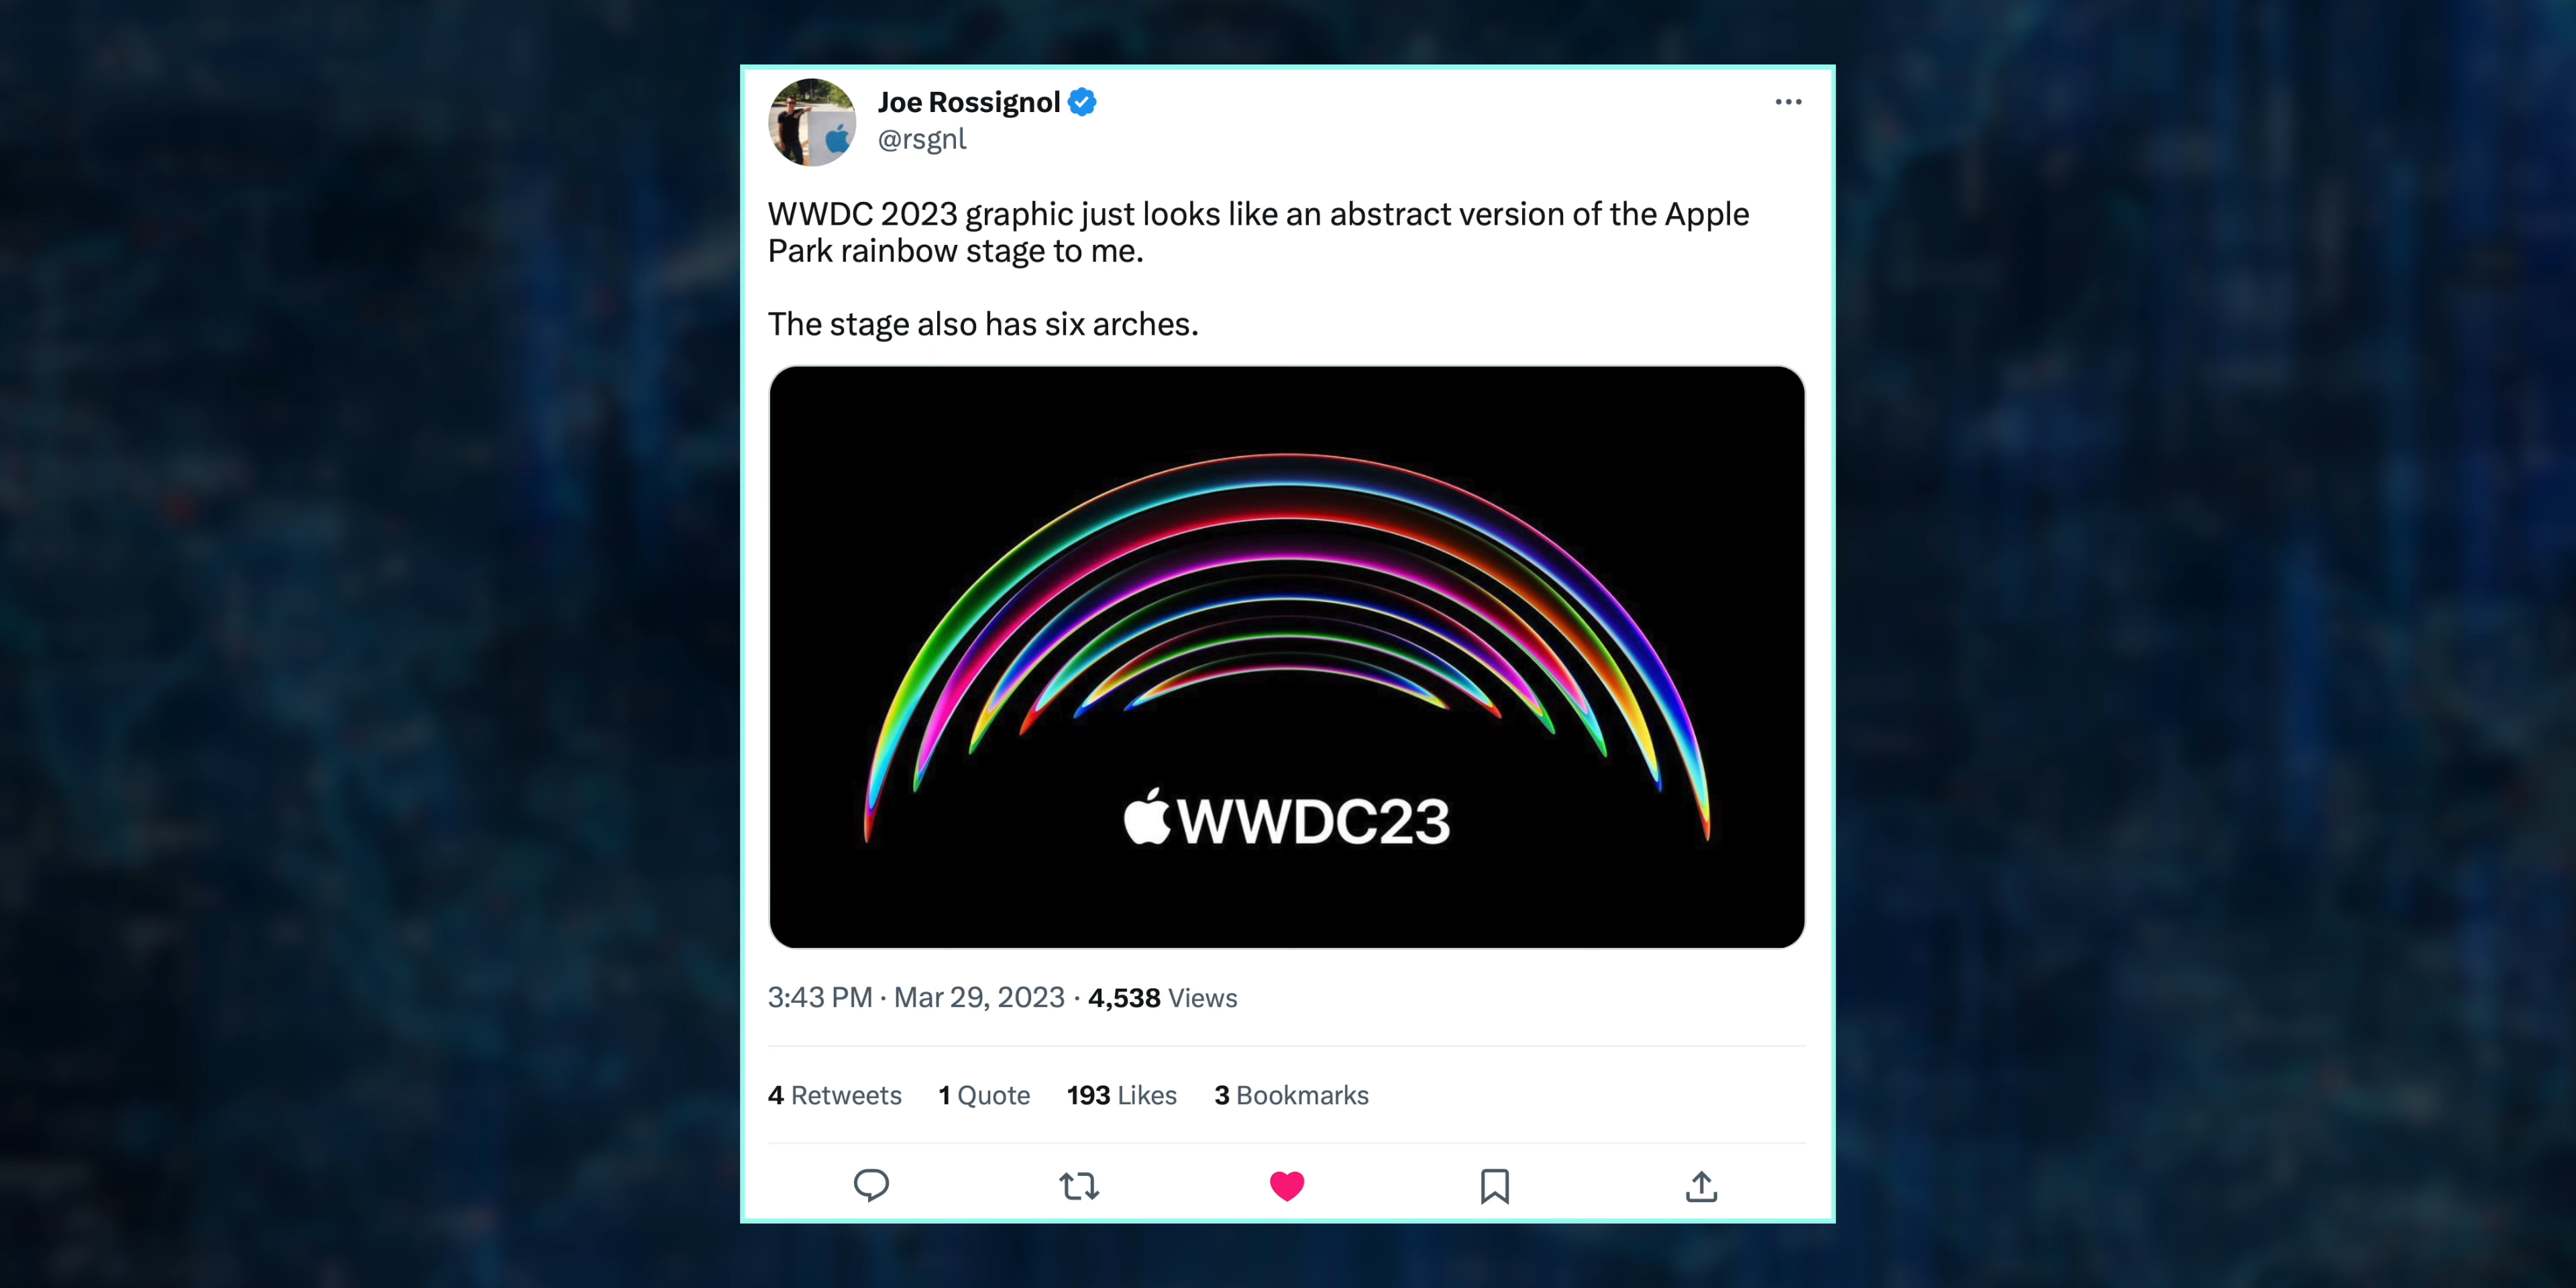 Joe Rossignol
@rsgnl
WWDC 2023 graphic just looks like an abstract version of the Apple
Park rainbow stage to me.
The stage also has six arches.
WWDC23
3:43 PM · Mar 29, 2023 · 4,538 Views
4 Retweets 1 Quote 193 Likes 3 Bookmarks